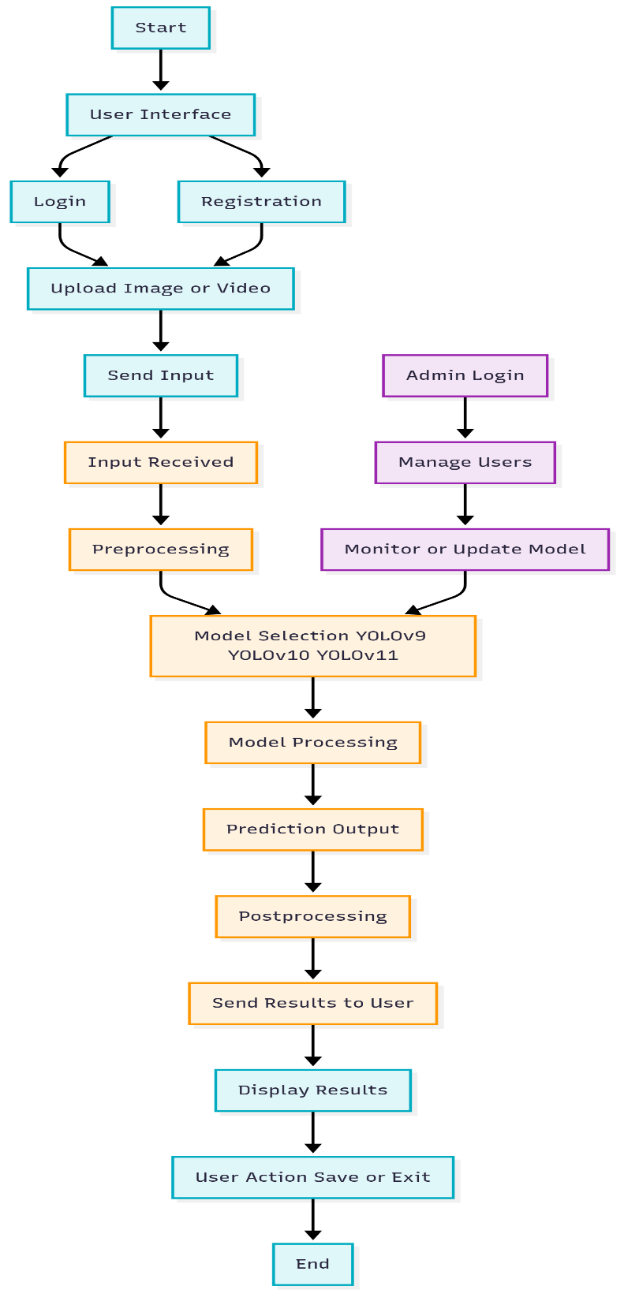 Start
User Interface
Login
Registration
Upload Image or Video
Send Input
Admin Login
Input Received
Manage Users
Preprocessing
Monitor or Update Model
Model Selection YOLOv9
YOLOv10 YOLOv11
Model Processing
Prediction Output
Postprocessing
Send Results to User
Display Results
User Action Save or Exit
End